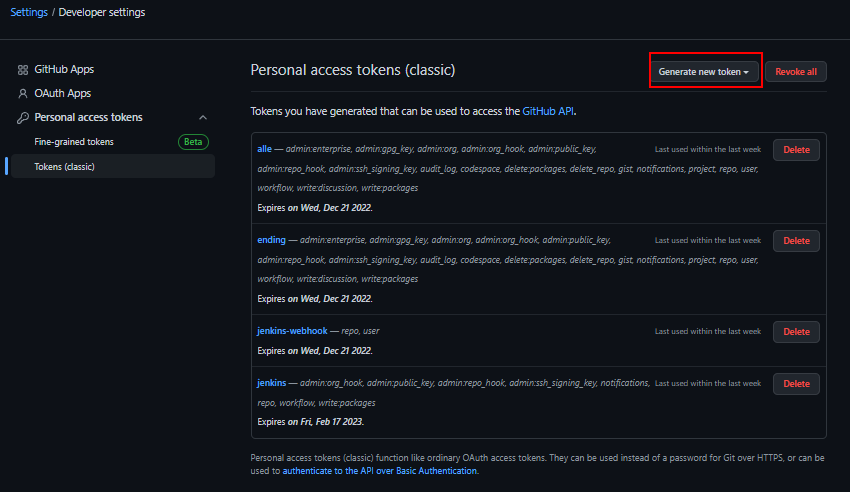 Settings / Developer settings
GitHub Apps
OAuth Apps
Personal access tokens
Fine-grained tokens Beta
Tokens (classic)
Personal access tokens (classic) Generate new token Revoke all
Tokens you have generated that can be used to access the GitHub API.
alle — admin:enterprise, admin:gpg_key, admin:org, admin:org_hook, admin:public_key, Last used within the last week Delete
admin:repo_hook, admin:ssh_signing_key, audit_log, codespace, delete:packages, delete_repo, gist, notifications, project, repo, user,
workflow, write:discussion, write:packages
Expires on Wed, Dec 21 2022.
ending — admin:enterprise, admin:gpg_key, admin:org, admin:org_hook, admin:public_key, Last used within the last week Delete
admin:repo_hook, admin:ssh_signing_key, audit_log, codespace, delete:packages, delete_repo, gist, notifications, project, repo, user,
workflow, write:discussion, write:packages
Expires on Wed, Dec 21 2022.
jenkins-webhook — repo, user Last used within the last week Delete
Expires on Wed, Dec 21 2022.
jenkins — admin:org_hook, admin:public_key, admin:repo_hook, admin:ssh_signing_key, notifications, Last used within the last week Delete
repo, workflow, write:packages
Expires on Fri, Feb 17 2023.
Personal access tokens (classic) function like ordinary OAuth access tokens. They can be used instead of a password for Git over HTTPS, or can be
used to authenticate to the API over Basic Authentication.